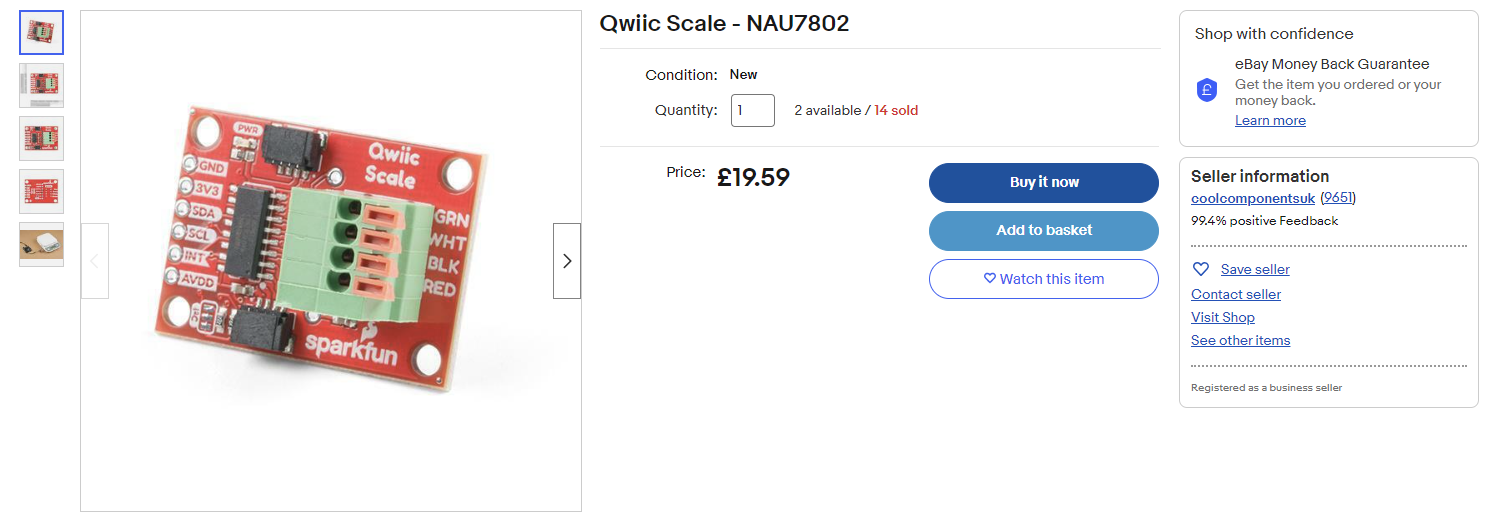 Qwiic Scale - NAU7802
Condition: New
Quantity: 1 2 available / 14 sold
Price: £19.59
Buy it now
Add to basket
Watch this item
PWR
Qwiic
Scale
GND
3V3
SDA
SCL
INT
AVDD
GRN
WHT
BLK
RED
I2C
sparkfun
Shop with confidence
eBay Money Back Guarantee
£
Get the item you ordered or your
money back.
Learn more
Seller information
coolcomponentsuk (9651)
99.4% positive Feedback
Save seller
Contact seller
Visit Shop
See other items
Registered as a business seller